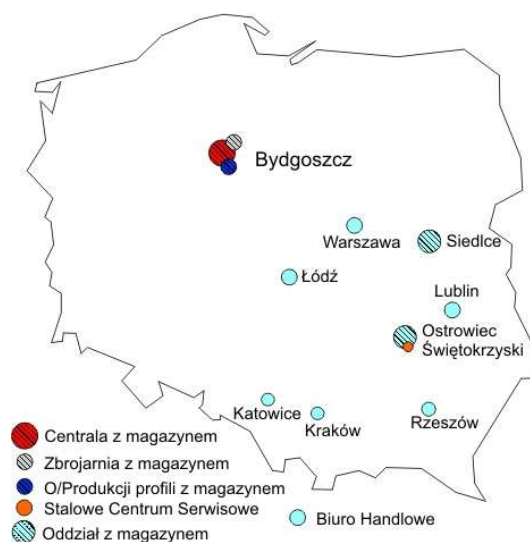 Bydgoszcz
Warszawa
Siedlce
Łódź
Lublin
Ostrowiec
Świętokrzyski
Katowice
Kraków
Rzeszów
Centrala z magazynem
Zbrojarnia z magazynem
O/Produkcji profili z magazynem
Stalowe Centrum Serwisowe
Oddział z magazynem
Biuro Handlowe